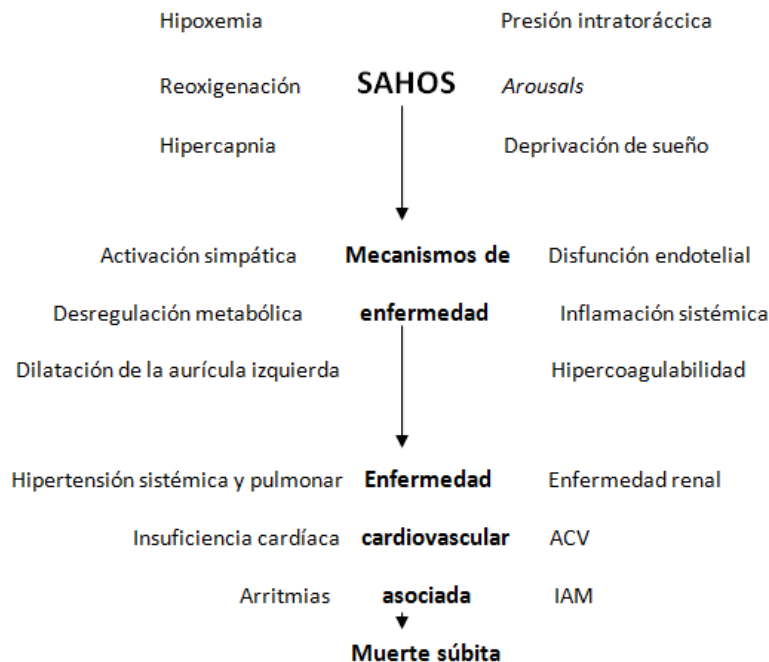 Hipoxemia Presión intratoráccica
Reoxigenación SAHOS Arousals
Hipercapnia Deprivación de sueño
Activación simpática Mecanismos de Disfunción endotelial
Desregulación metabólica enfermedad Inflamación sistémica
Dilatación de la aurícula izquierda Hipercoagulabilidad
Hipertensión sistémica y pulmonar Enfermedad Enfermedad renal
Insuficiencia cardíaca cardiovascular ACV
Arritmias asociada IAM
Muerte súbita